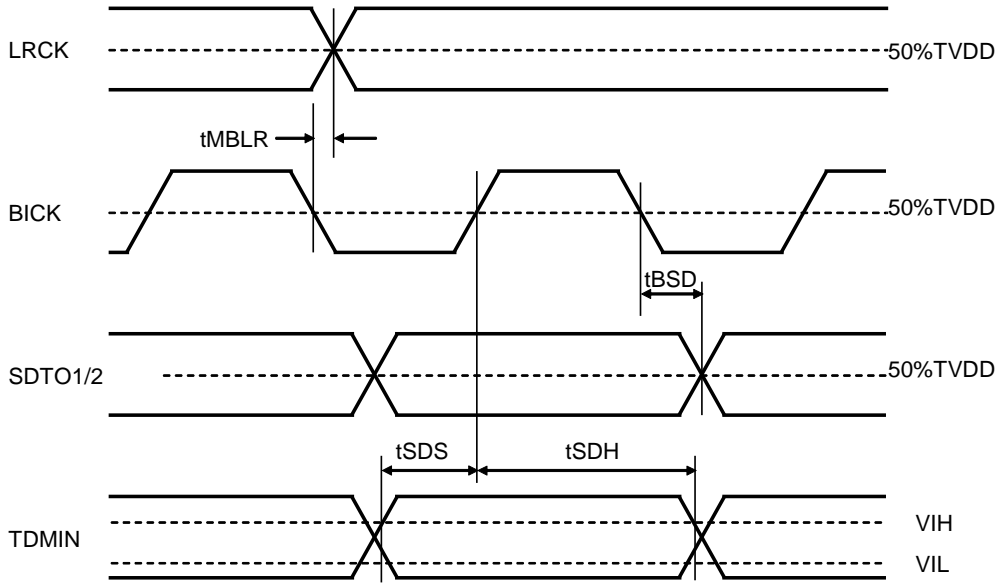 LRCK
50%TVDD
tMBLR
BICK
50%TVDD
tBSD
SDTO1/2
50%TVDD
tSDS
tSDH
TDMIN
VIH
VIL